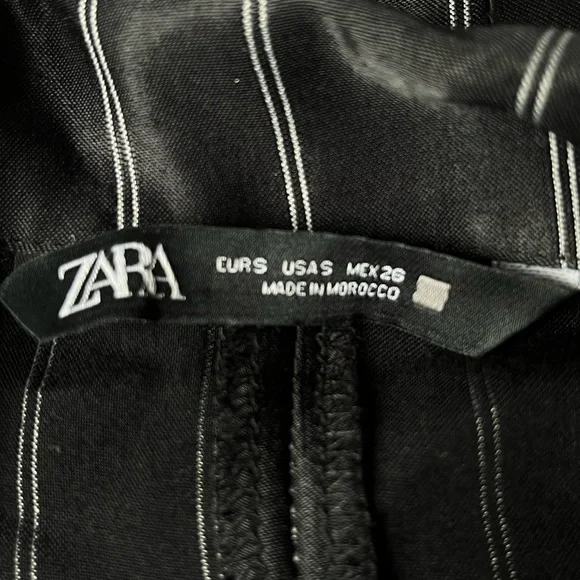 ZARA
EUR S USA S MEX 26
MADE IN MOROCCO